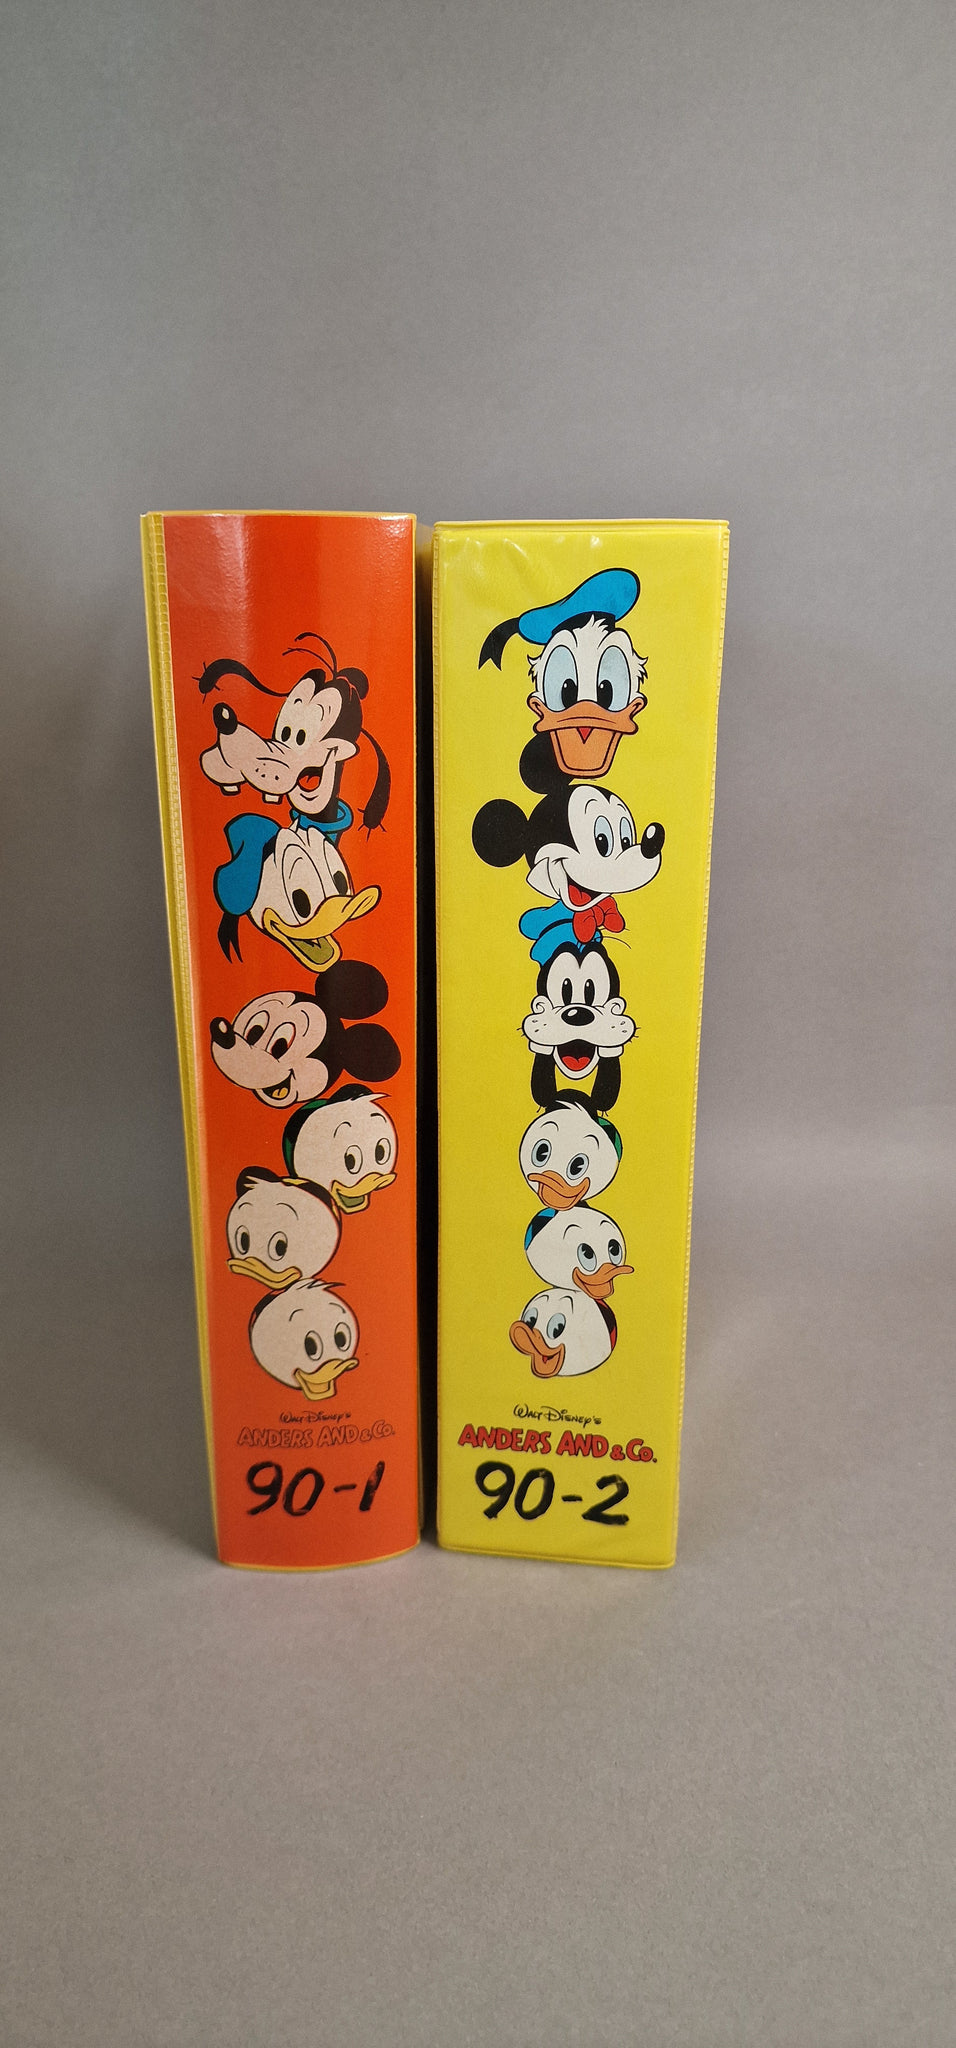 Walt Disney's
ANDERS AND & Co.
90-1
Walt Disney's
ANDERS AND & Co.
90-2